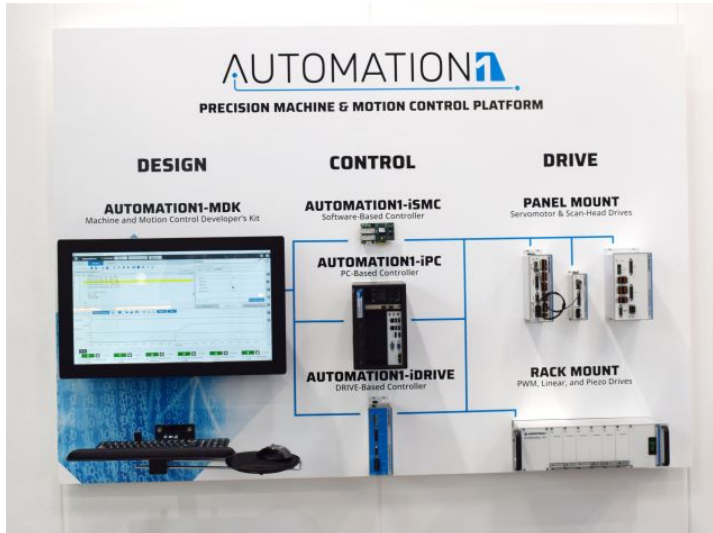 AUTOMATION1
PRECISION MACHINE & MOTION CONTROL PLATFORM
DESIGN
AUTOMATION1-MDK
Machine and Motion Control Developer's Kit
CONTROL
AUTOMATION1-iSMC
Software-Based Controller
AUTOMATION1-iPC
PC-Based Controller
AUTOMATION1-iDRIVE
DRIVE-Based Controller
DRIVE
PANEL MOUNT
Servomotor & Scan-Head Drives
RACK MOUNT
PWM, Linear, and Piezo Drives